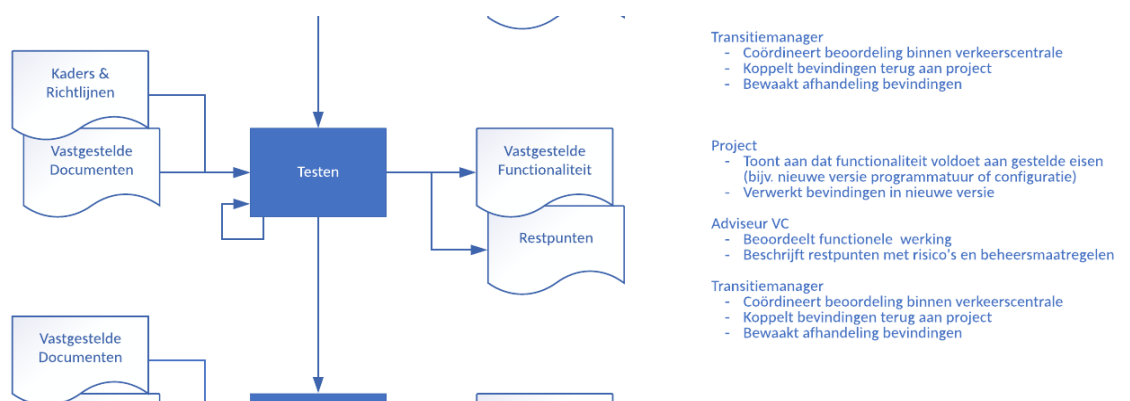 Kaders &
Richtlijnen
Vastgestelde
Documenten
Testen
Vastgestelde
Functionaliteit
Restpunten
Vastgestelde
Documenten
Transitiemanager
- Coördineert beoordeling binnen verkeerscentrale
- Koppelt bevindingen terug aan project
- Bewaakt afhandeling bevindingen
Project
- Toont aan dat functionaliteit voldoet aan gestelde eisen
(bijv. nieuwe versie programmatuur of configuratie)
- Verwerkt bevindingen in nieuwe versie
Adviseur VC
- Beoordeelt functionele werking
- Beschrijft restpunten met risico's en beheersmaatregelen
Transitiemanager
- Coördineert beoordeling binnen verkeerscentrale
- Koppelt bevindingen terug aan project
- Bewaakt afhandeling bevindingen